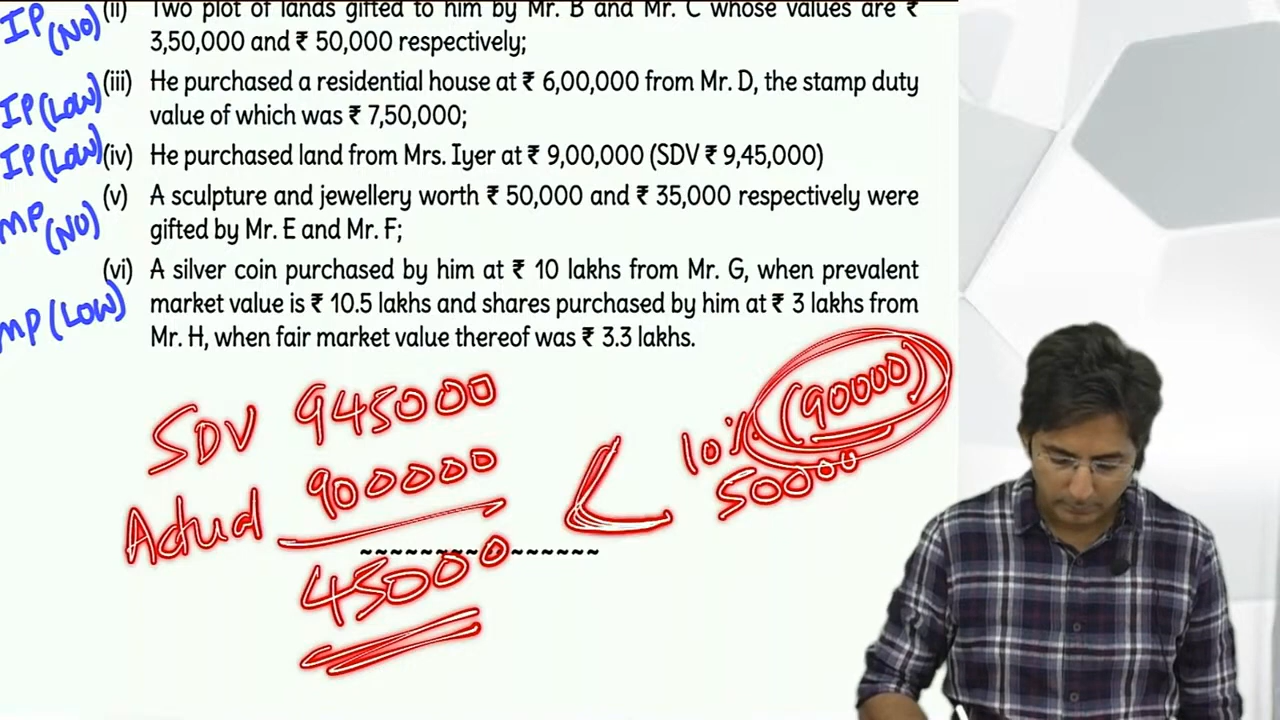 IP (NO) (ii) Two plot of lands gifted to him by Mr. B and Mr. C whose values are ₹
3,50,000 and ₹ 50,000 respectively;
IP (LOW) (iii) He purchased a residential house at ₹ 6,00,000 from Mr. D, the stamp duty
value of which was ₹ 7,50,000;
IP (LOW) (iv) He purchased land from Mrs. Iyer at ₹ 9,00,000 (SDV ₹ 9,45,000)
MP (NO) (v) A sculpture and jewellery worth ₹ 50,000 and ₹ 35,000 respectively were
gifted by Mr. E and Mr. F;
MP (LOW) (vi) A silver coin purchased by him at ₹ 10 lakhs from Mr. G, when prevalent
market value is ₹ 10.5 lakhs and shares purchased by him at ₹ 3 lakhs from
Mr. H, when fair market value thereof was ₹ 3.3 lakhs.
SDV 945000
Actual 900000
45000
<
10% (90000)
50000
~~~~~~~~~~~~~~~~